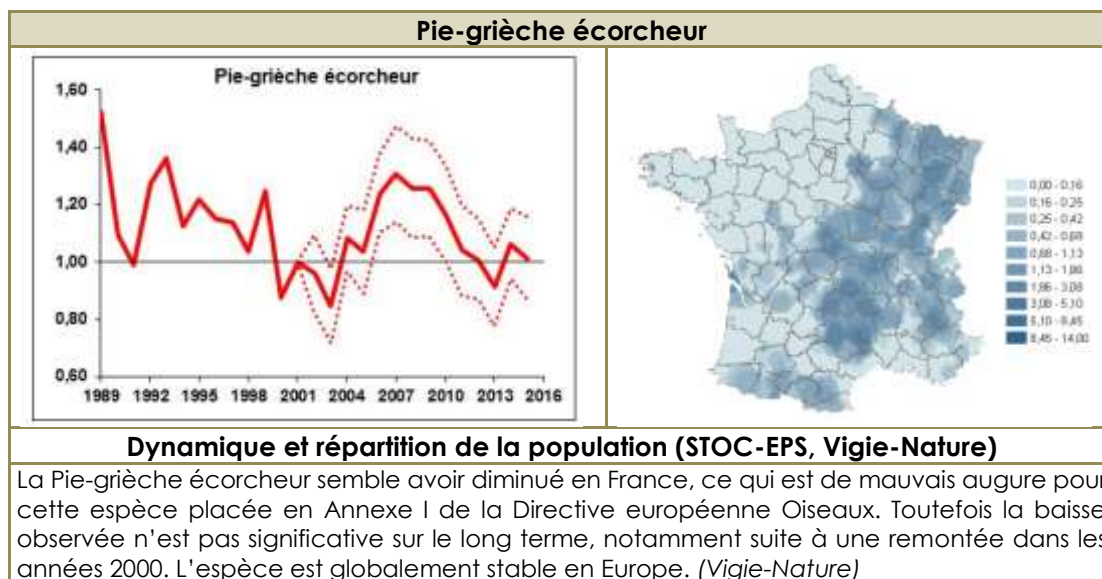 Pie-grièche écorcheur
Pie-grièche écorcheur
1,60
1,40
1,20
1,00
0,80
0,60
1989 1992 1995 1998 2001 2004 2007 2010 2013 2016
0,00 - 0,16
0,16 - 0,25
0,25 - 0,42
0,42 - 0,68
0,68 - 1,13
1,13 - 1,86
1,86 - 3,08
3,08 - 5,10
5,10 - 8,45
8,45 - 14,00
Dynamique et répartition de la population (STOC-EPS, Vigie-Nature)
La Pie-grièche écorcheur semble avoir diminué en France, ce qui est de mauvais augure pour
cette espèce placée en Annexe I de la Directive européenne Oiseaux. Toutefois la baisse
observée n’est pas significative sur le long terme, notamment suite à une remontée dans les
années 2000. L’espèce est globalement stable en Europe. (Vigie-Nature)